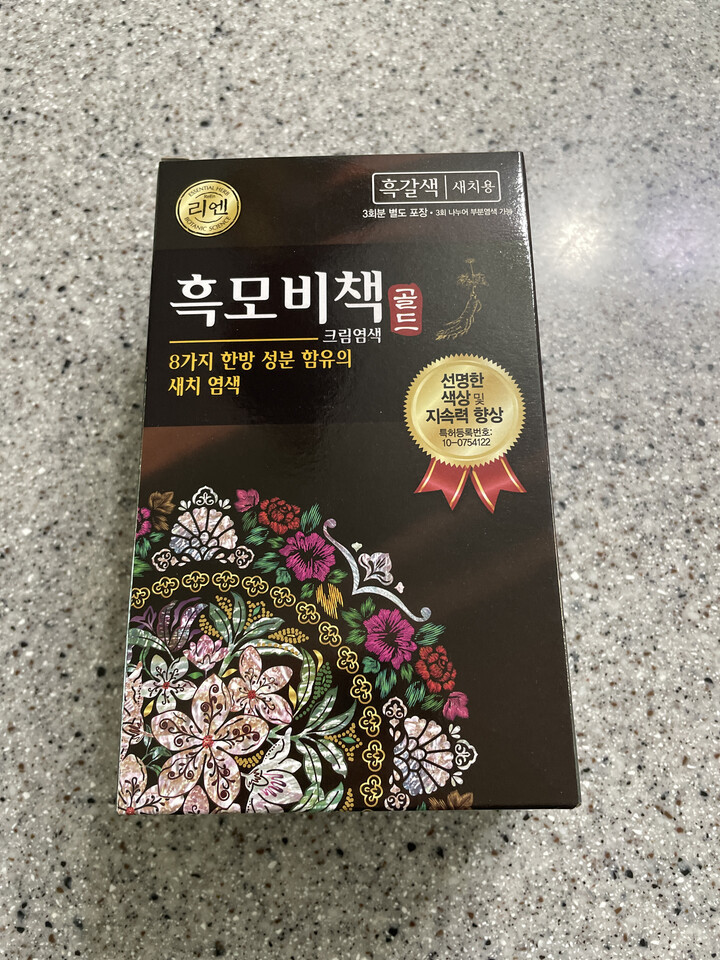 ESSENTIAL HERB
리엔
BOTANIC SCIENCE
흑갈색 새치용
3회분 별도 포장 • 3회 나누어 부분염색 가능
흑모비책
골드
크림염색
8가지 한방 성분 함유의
새치 염색
선명한
색상 및
지속력 향상
특허등록번호:
10-0754122